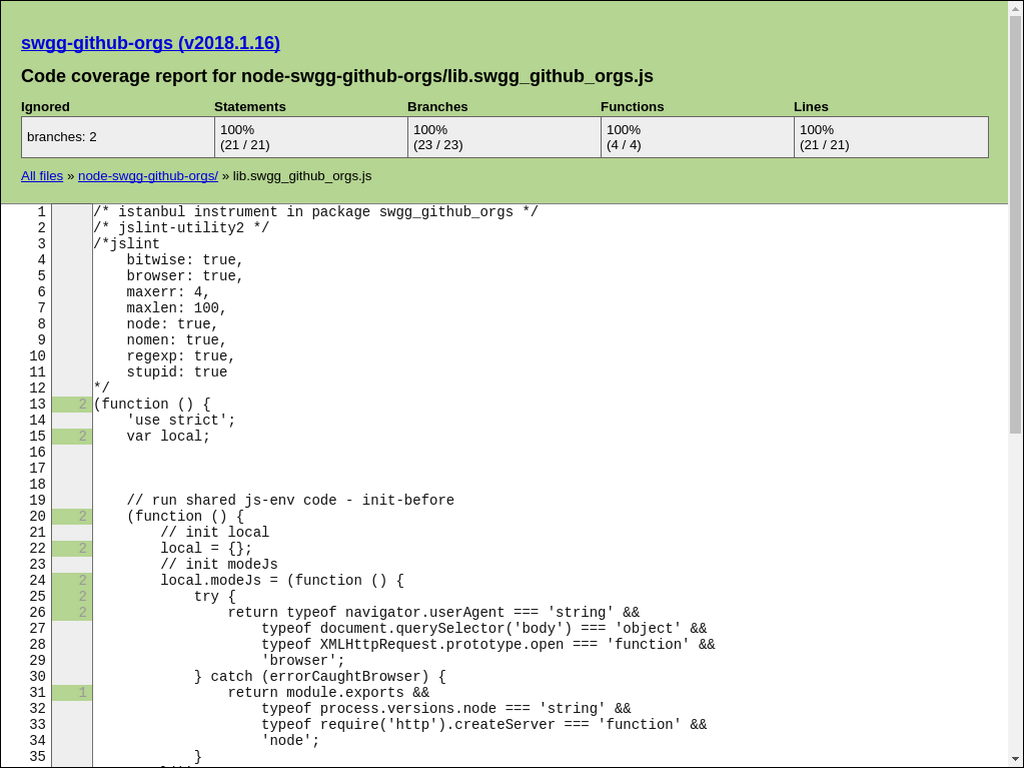 swgg-github-orgs (v2018.1.16)
Code coverage report for node-swgg-github-orgs/lib.swgg_github_orgs.js
Ignored Statements Branches Functions Lines
branches: 2 100% (21 / 21) 100% (23 / 23) 100% (4 / 4) 100% (21 / 21)
All files » node-swgg-github-orgs/ » lib.swgg_github_orgs.js
1 /* istanbul instrument in package swgg_github_orgs */
2 /* jslint-utility2 */
3 /*jslint
4     bitwise: true,
5     browser: true,
6     maxerr: 4,
7     maxlen: 100,
8     node: true,
9     nomen: true,
10     regexp: true,
11     stupid: true
12 */
13 2 (function () {
14     'use strict';
15 2     var local;
16
17
18
19     // run shared js-env code - init-before
20 2     (function () {
21         // init local
22 2         local = {};
23         // init modeJs
24 2         local.modeJs = (function () {
25 2             try {
26 2                 return typeof navigator.userAgent === 'string' &&
27                     typeof document.querySelector('body') === 'object' &&
28                     typeof XMLHttpRequest.prototype.open === 'function' &&
29                     'browser';
30             } catch (errorCaughtBrowser) {
31 1                 return module.exports &&
32                     typeof process.versions.node === 'string' &&
33                     typeof require('http').createServer === 'function' &&
34                     'node';
35             }